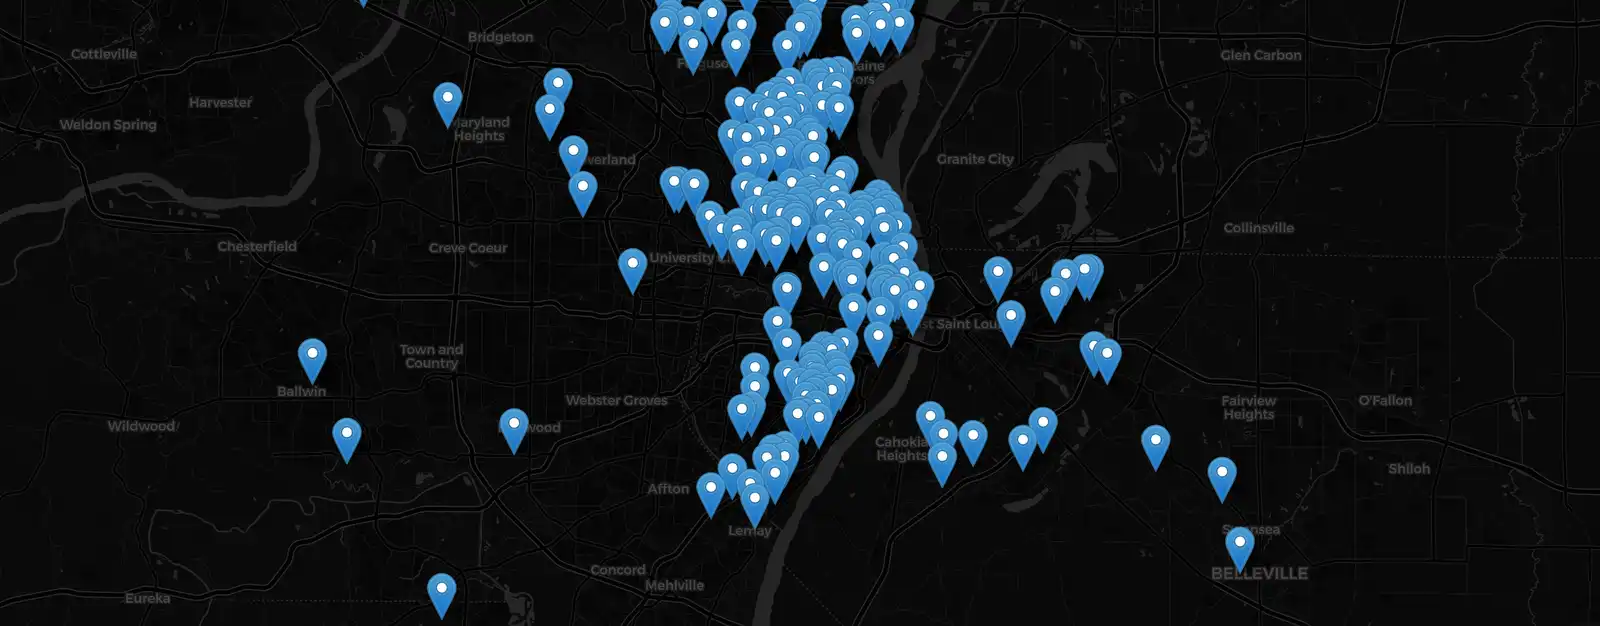 Bridgeton
Cottleville
Glen Carbon
Harvester
Weldon Spring
Heights
Granite City
Chesterfield
Creve Coeur
University
Collinsville
Town and
Country
Ballwin
Webster Groves
Fairview
Heights
O'Fallon
Wildwood
Cahokia
Heights
Shiloh
Affton
Lemay
Concord
Mehlville
BELLEVILLE
Eureka